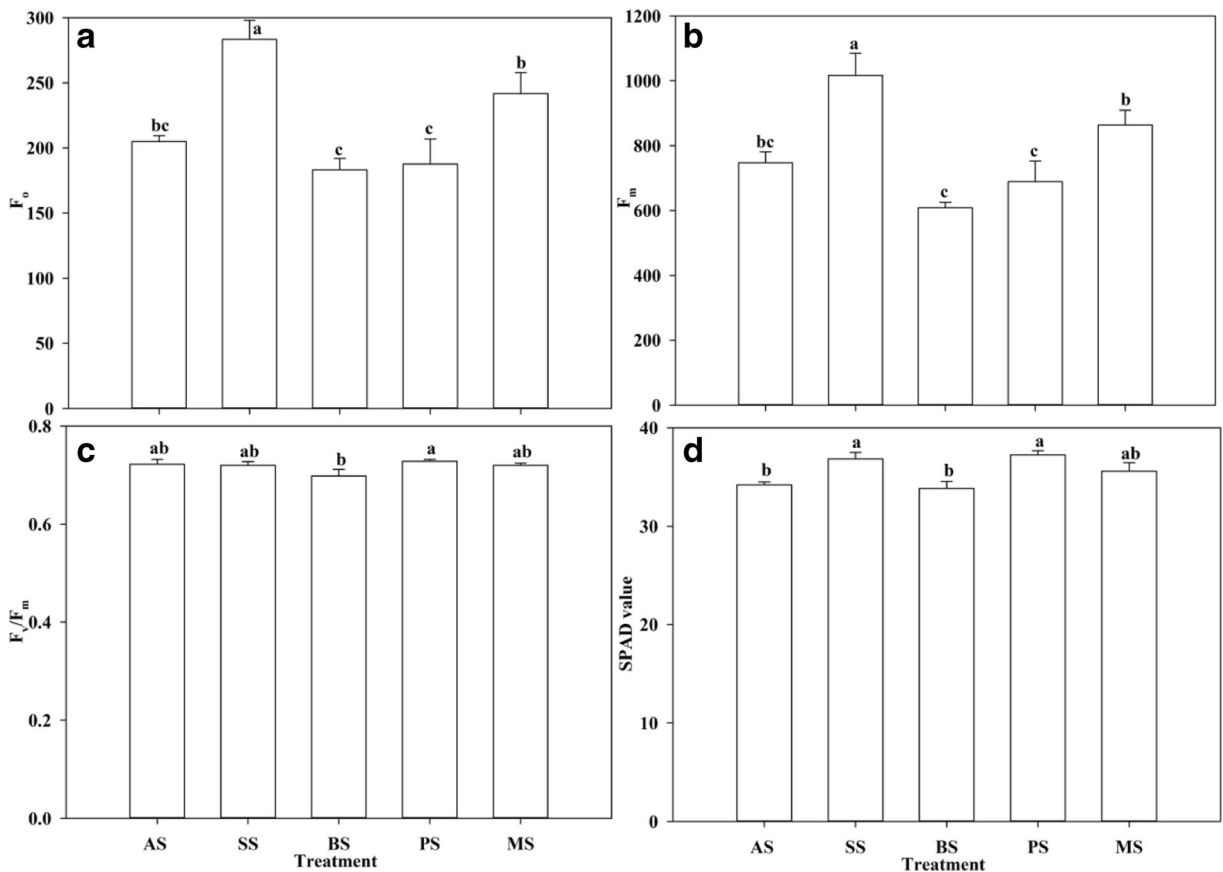 a
300
250
200
150
100
50
0
F₀
bc
a
c
c
b
b
1200
1000
800
600
400
200
0
Fₘ
bc
a
c
c
b
c
0.8
0.6
0.4
0.2
0.0
Fᵥ/Fₘ
ab
ab
b
a
ab
AS SS BS PS MS
Treatment
d
40
30
20
10
0
SPAD value
b
a
b
a
ab
AS SS BS PS MS
Treatment